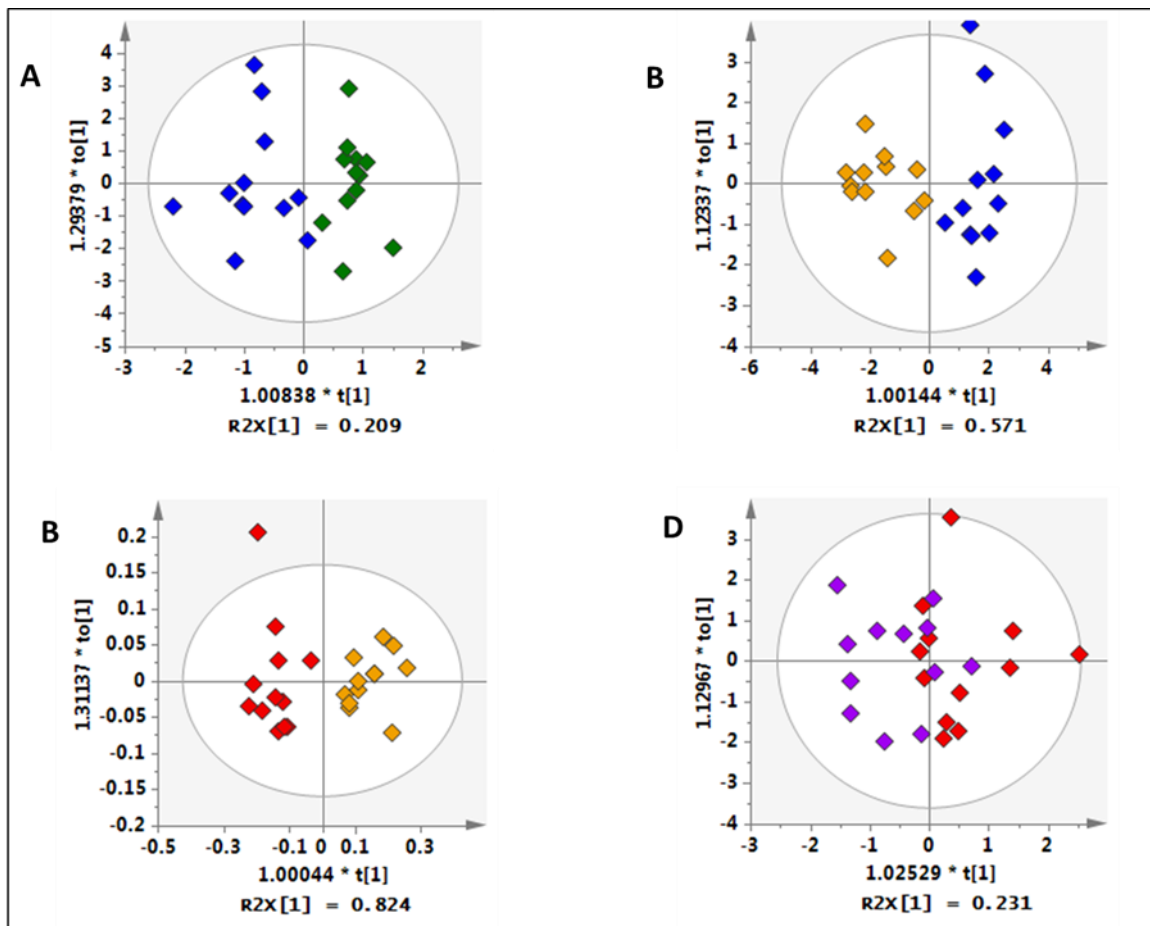 A
4
3
2
1
0
-1
-2
-3
-4
-5
1.29379 * to[1]
-3 -2 -1 0 1 2
1.00838 * t[1]
R2X[1] = 0.209
B
3
2
1
0
-1
-2
-3
-4
1.12337 * to[1]
-6 -4 -2 0 2 4
1.00144 * t[1]
R2X[1] = 0.571
B
0.2
0.15
0.1
0.05
0
-0.05
-0.1
-0.15
-0.2
1.31137 * to[1]
-0.5 -0.3 -0.1 0 0.1 0.3
1.00044 * t[1]
R2X[1] = 0.824
D
3
2
1
0
-1
-2
-3
-4
1.12967 * to[1]
-3 -2 -1 0 1 2
1.02529 * t[1]
R2X[1] = 0.231